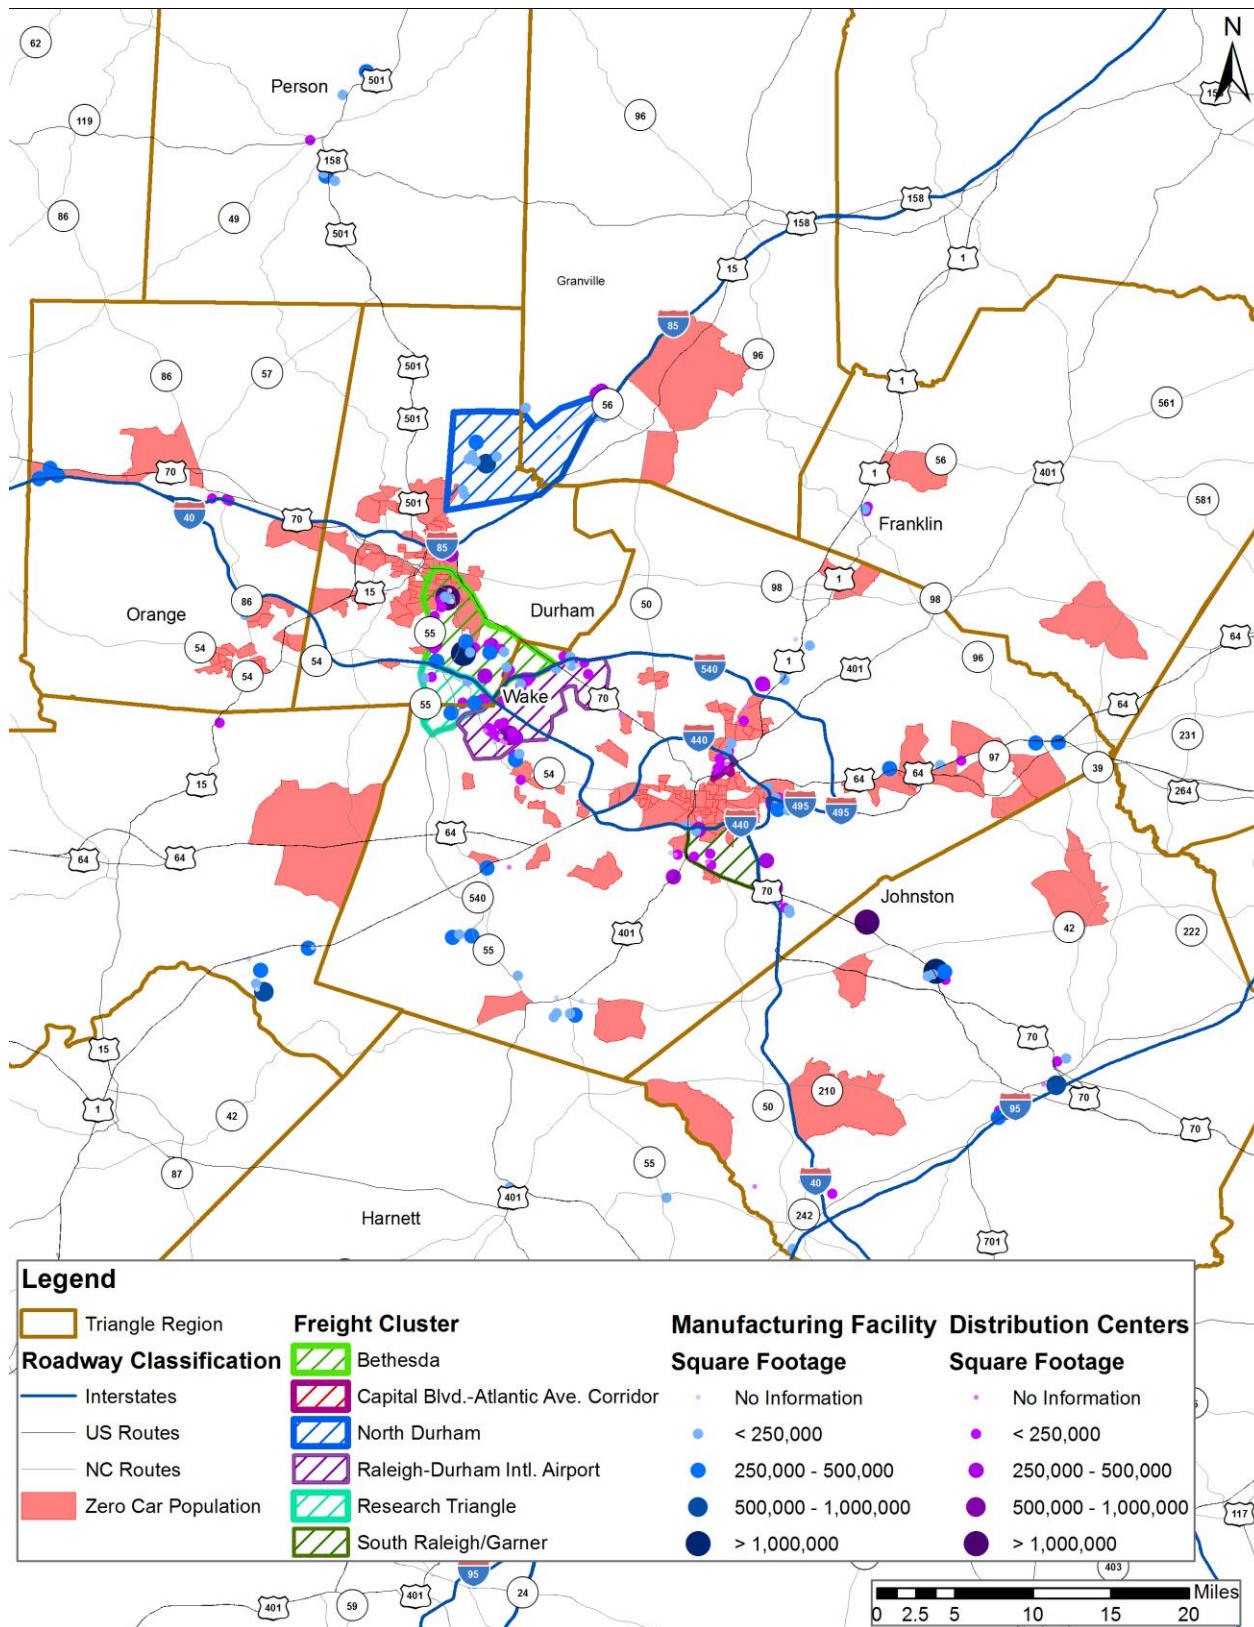 N
62
501
Person
158
96
119
158
86
49
501
158
158
1
15
Granville
85
86
57
501
96
1
561
501
56
70
1
56
401
581
501
40
70
Franklin
85
98
1
98
15
86
Orange
Durham
50
55
54
64
54
54
1
401
96
540
55
Wake
70
64
440
231
97
54
64
64
39
15
264
495
495
440
64
64
64
70
Johnston
540
401
42
222
55
15
70
1
42
50
210
95
70
70
87
55
40
401
242
Harnett
701
Legend
Triangle Region
Roadway Classification
Interstates
US Routes
NC Routes
Zero Car Population
Freight Cluster
Bethesda
Capital Blvd.-Atlantic Ave. Corridor
North Durham
Raleigh-Durham Intl. Airport
Research Triangle
South Raleigh/Garner
Manufacturing Facility
Square Footage
No Information
< 250,000
250,000 - 500,000
500,000 - 1,000,000
> 1,000,000
Distribution Centers
Square Footage
No Information
< 250,000
250,000 - 500,000
500,000 - 1,000,000
> 1,000,000
117
95
403
401
401
59
24
Miles
0 2.5 5 10 15 20